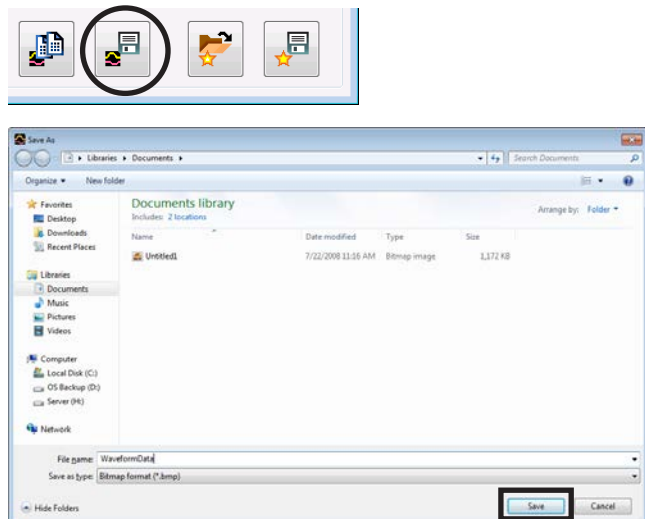 Save As
Libraries ▸ Documents ▸
Search Documents
Organize ▾ New folder
Favorites
Desktop
Downloads
Recent Places
Libraries
Documents
Music
Pictures
Videos
Computer
Local Disk (C:)
OS Backup (D:)
Server (H:)
Network
Documents library
Includes: 2 locations
Arrange by: Folder ▾
Name Date modified Type Size
Untitled1 7/22/2008 11:16 AM Bitmap image 1,172 KB
File name: WaveformData
Save as type: Bitmap format (*.bmp)
Hide Folders
Save Cancel